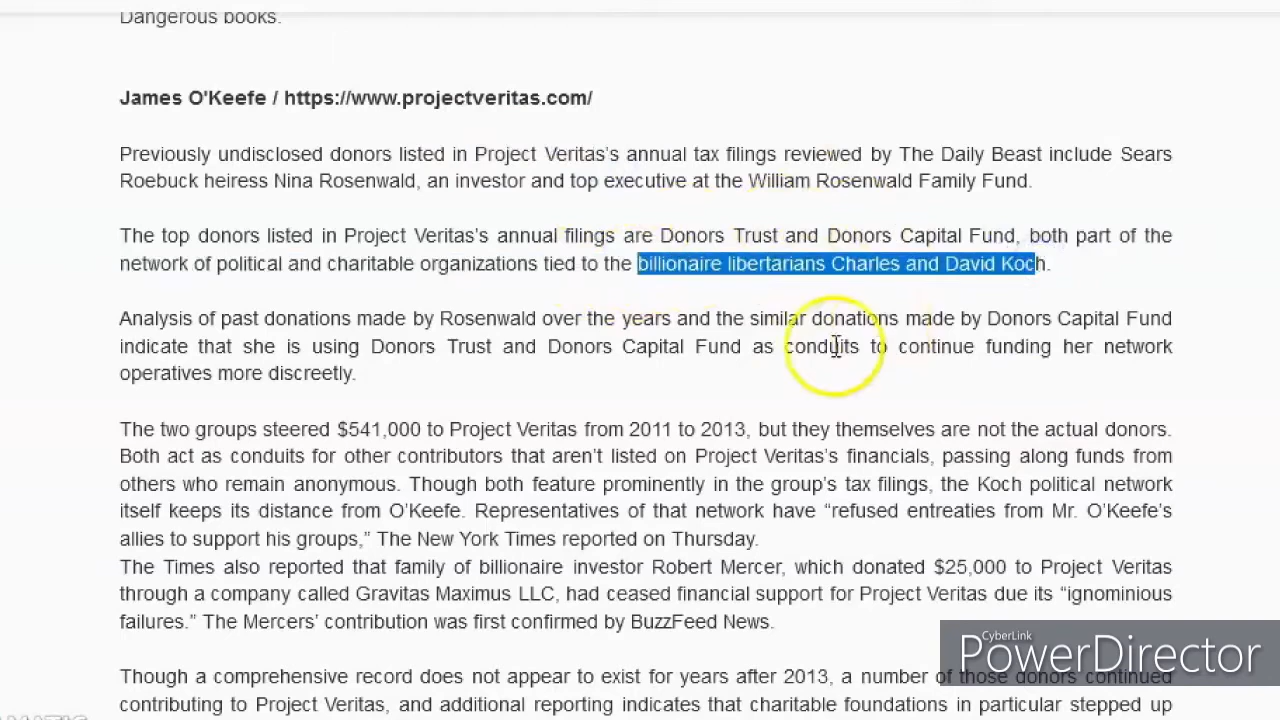 Dangerous books.
James O'Keefe / https://www.projectveritas.com/
Previously undisclosed donors listed in Project Veritas's annual tax filings reviewed by The Daily Beast include Sears
Roebuck heiress Nina Rosenwald, an investor and top executive at the William Rosenwald Family Fund.
The top donors listed in Project Veritas's annual filings are Donors Trust and Donors Capital Fund, both part of the
network of political and charitable organizations tied to the billionaire libertarians Charles and David Koch.
Analysis of past donations made by Rosenwald over the years and the similar donations made by Donors Capital Fund
indicate that she is using Donors Trust and Donors Capital Fund as conduits to continue funding her network
operatives more discreetly.
The two groups steered $541,000 to Project Veritas from 2011 to 2013, but they themselves are not the actual donors.
Both act as conduits for other contributors that aren't listed on Project Veritas's financials, passing along funds from
others who remain anonymous. Though both feature prominently in the group's tax filings, the Koch political network
itself keeps its distance from O'Keefe. Representatives of that network have “refused entreaties from Mr. O'Keefe's
allies to support his groups,” The New York Times reported on Thursday.
The Times also reported that family of billionaire investor Robert Mercer, which donated $25,000 to Project Veritas
through a company called Gravitas Maximus LLC, had ceased financial support for Project Veritas due its “ignominious
failures.” The Mercers' contribution was first confirmed by BuzzFeed News.
Though a comprehensive record does not appear to exist for years after 2013, a number of those donors continued
contributing to Project Veritas, and additional reporting indicates that charitable foundations in particular stepped up
CyberLink
PowerDirector